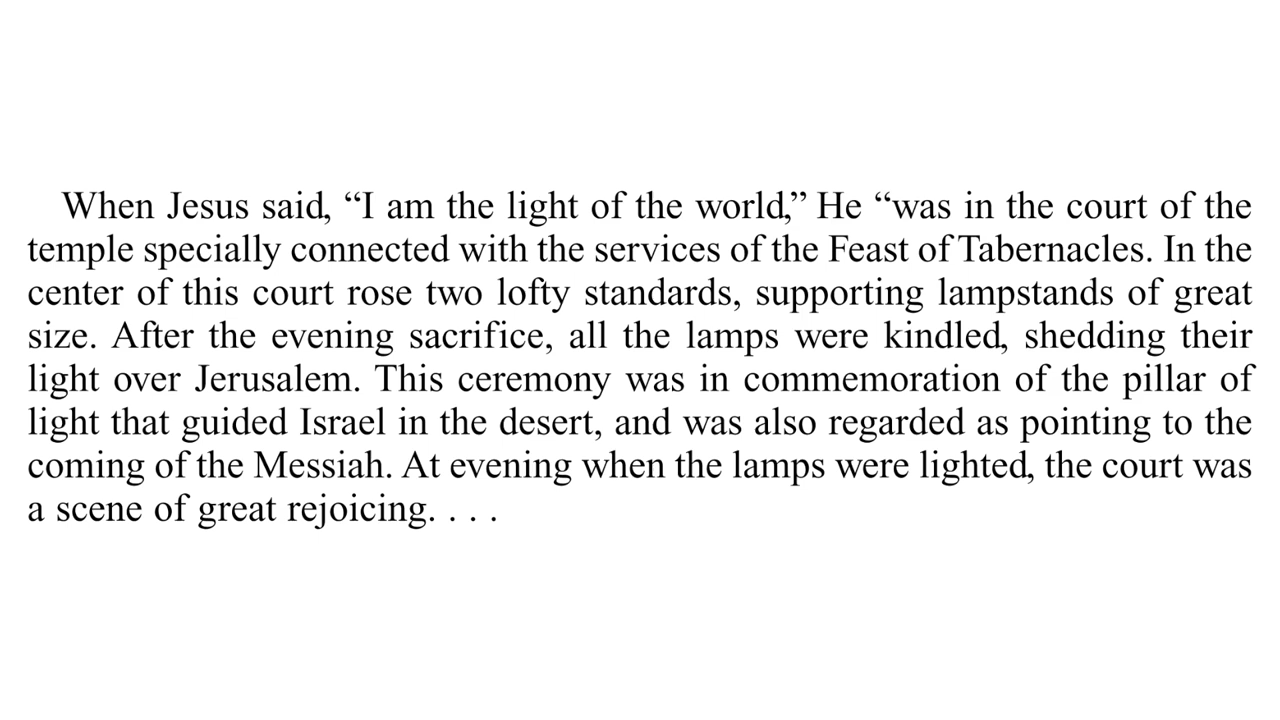 When Jesus said, “I am the light of the world,” He “was in the court of the
temple specially connected with the services of the Feast of Tabernacles. In the
center of this court rose two lofty standards, supporting lampstands of great
size. After the evening sacrifice, all the lamps were kindled, shedding their
light over Jerusalem. This ceremony was in commemoration of the pillar of
light that guided Israel in the desert, and was also regarded as pointing to the
coming of the Messiah. At evening when the lamps were lighted, the court was
a scene of great rejoicing. . . .